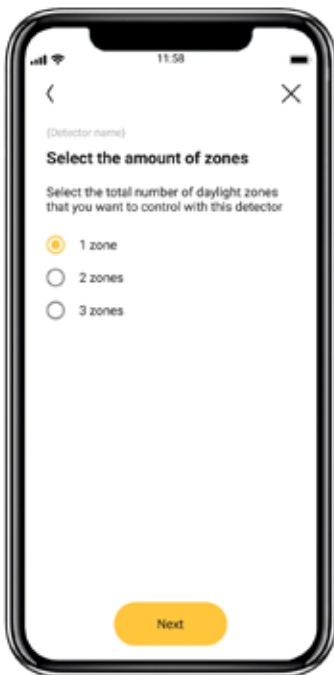 11:58
{Detector name}
Select the amount of zones
Select the total number of daylight zones
that you want to control with this detector
1 zone
2 zones
3 zones
Next